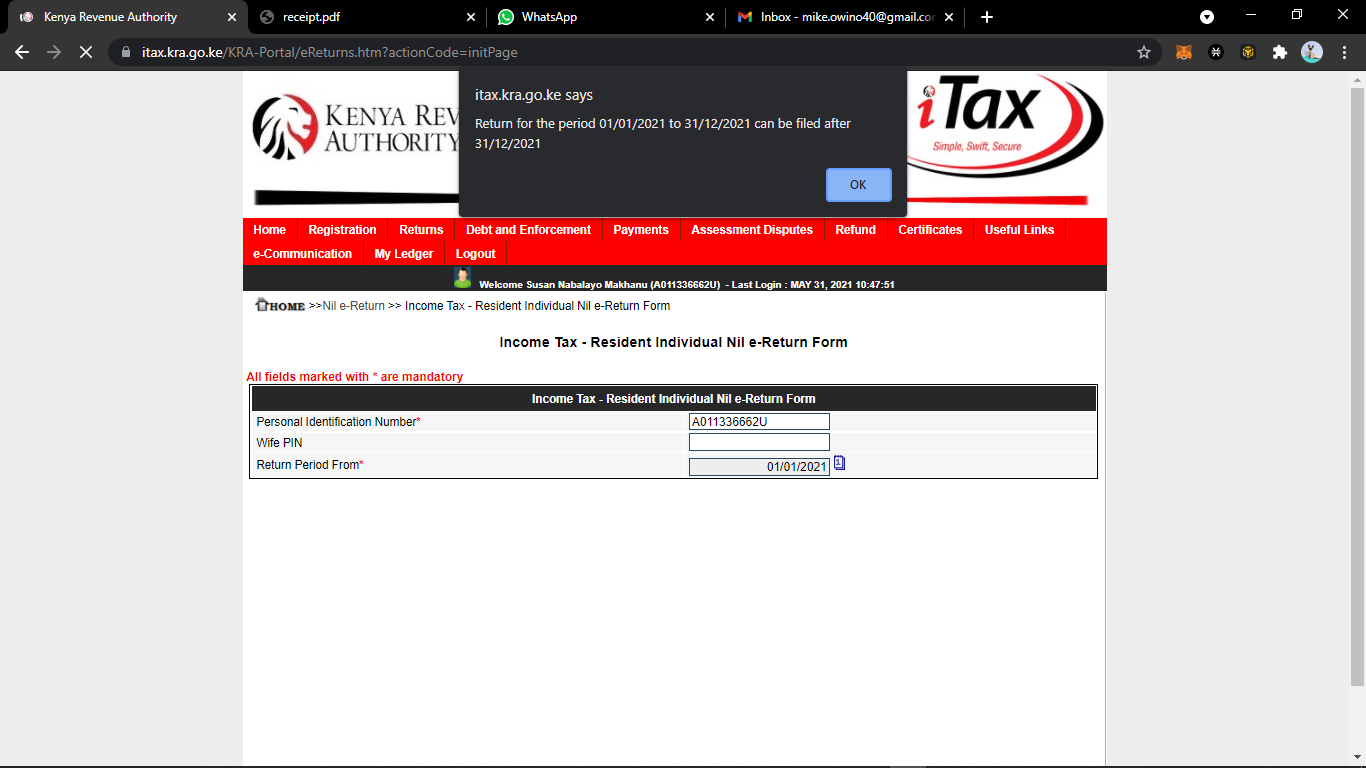 Kenya Revenue Authority
receipt.pdf
WhatsApp
Inbox - mike.owino40@gmail.cor
itax.kra.go.ke/KRA-Portal/eReturns.htm?actionCode=initPage
KENYA REV
AUTHORITY
itax.kra.go.ke says
Return for the period 01/01/2021 to 31/12/2021 can be filed after
31/12/2021
OK
iTax
Simple, Swift, Secure
Home Registration Returns Debt and Enforcement Payments Assessment Disputes Refund Certificates Useful Links
e-Communication My Ledger Logout
Welcome Susan Nabalayo Makhanu (A011336662U) - Last Login : MAY 31, 2021 10:47:51
HOME >>Nil e-Return >> Income Tax - Resident Individual Nil e-Return Form
Income Tax - Resident Individual Nil e-Return Form
All fields marked with * are mandatory
Income Tax - Resident Individual Nil e-Return Form
Personal Identification Number* A011336662U
Wife PIN
Return Period From* 01/01/2021